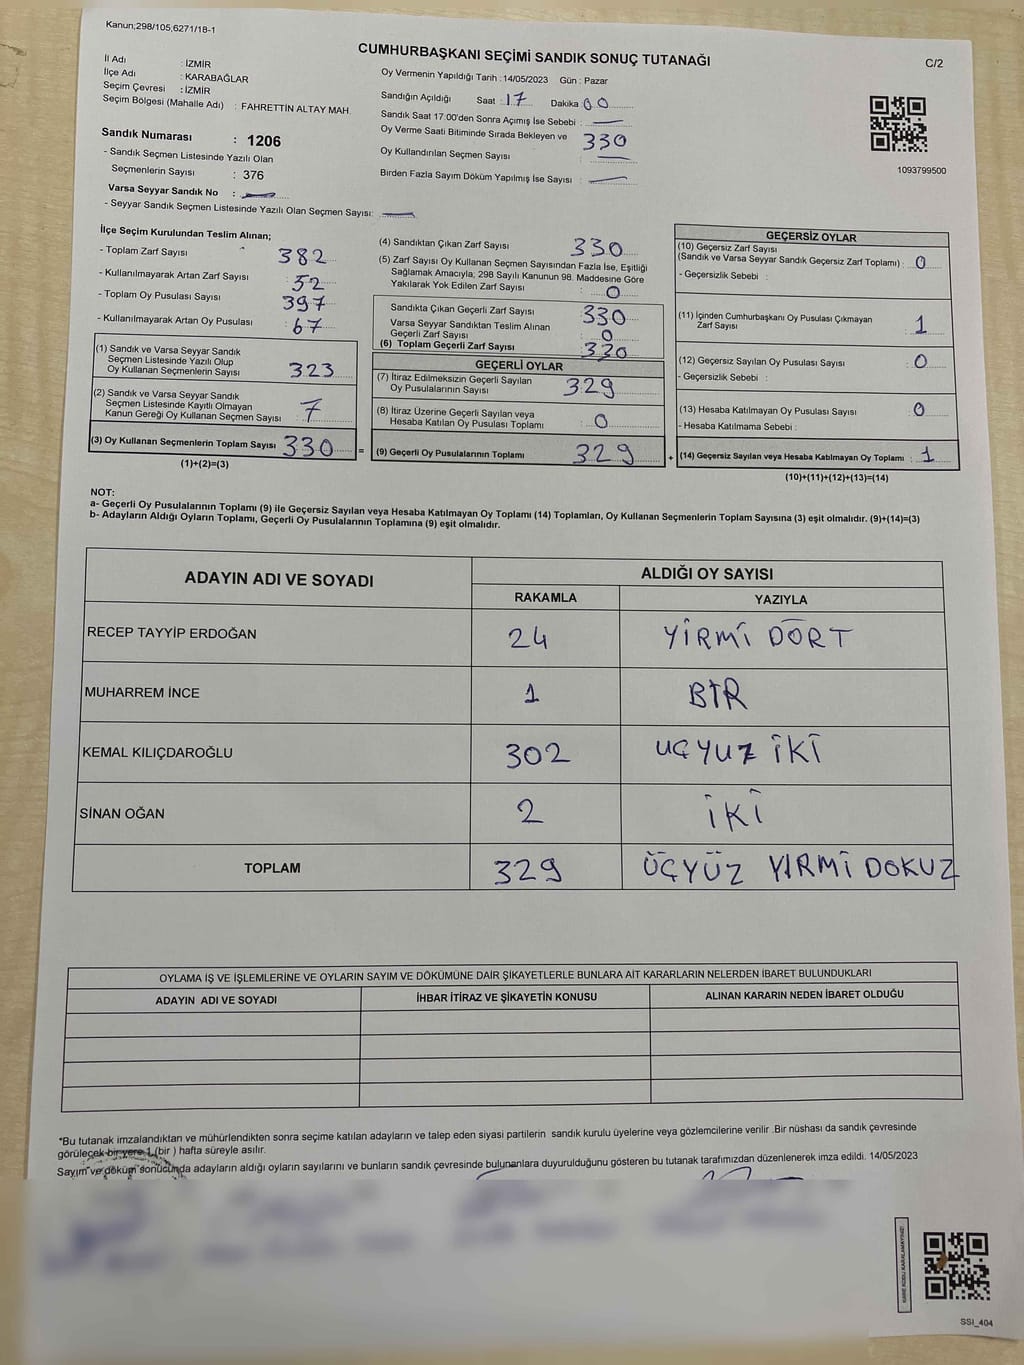 Kanun;298/105,6271/18-1
CUMHURBAŞKANI SEÇİMİ SANDIK SONUÇ TUTANAĞI
C/2
İl Adı : İZMİR
İlçe Adı : KARABAĞLAR
Seçim Çevresi : İZMİR
Seçim Bölgesi (Mahalle Adı) : FAHRETTİN ALTAY MAH.
Sandık Numarası : 1206
- Sandık Seçmen Listesinde Yazılı Olan
Seçmenlerin Sayısı : 376
Varsa Seyyar Sandık No :
- Seyyar Sandık Seçmen Listesinde Yazılı Olan Seçmen Sayısı:
Oy Vermenin Yapıldığı Tarih : 14/05/2023 Gün : Pazar
Sandığın Açıldığı Saat : 17 Dakika 00
Sandık Saat 17:00'den Sonra Açımış İse Sebebi :
Oy Verme Saati Bitiminde Sırada Bekleyen ve 330
Oy Kullandırılan Seçmen Sayısı :
Birden Fazla Sayım Döküm Yapılmış İse Sayısı :
1093799500
İlçe Seçim Kurulundan Teslim Alınan;
- Toplam Zarf Sayısı : 382
- Kullanılmayarak Artan Zarf Sayısı : 52
- Toplam Oy Pusulası Sayısı : 397
- Kullanılmayarak Artan Oy Pusulası : 67
(1) Sandık ve Varsa Seyyar Sandık
Seçmen Listesinde Yazılı Olup
Oy Kullanan Seçmenlerin Sayısı : 323
(2) Sandık ve Varsa Seyyar Sandık
Seçmen Listesinde Kayıtlı Olmayan
Kanun Gereği Oy Kullanan Seçmen Sayısı : 7
(3) Oy Kullanan Seçmenlerin Toplam Sayısı : 330
(1)+(2)=(3)
=
(4) Sandıktan Çıkan Zarf Sayısı : 330
(5) Zarf Sayısı Oy Kullanan Seçmen Sayısından Fazla İse, Eşitliği
Sağlamak Amacıyla; 298 Sayılı Kanunun 98. Maddesine Göre
Yakılarak Yok Edilen Zarf Sayısı : 0
Sandıkta Çıkan Geçerli Zarf Sayısı : 330
Varsa Seyyar Sandıktan Teslim Alınan
Geçerli Zarf Sayısı : 0
(6) Toplam Geçerli Zarf Sayısı : 330
GEÇERLİ OYLAR
(7) İtiraz Edilmeksizin Geçerli Sayılan
Oy Pusulalarının Sayısı : 329
(8) İtiraz Üzerine Geçerli Sayılan veya
Hesaba Katılan Oy Pusulası Toplamı : 0
(9) Geçerli Oy Pusulalarının Toplamı : 329
+
GEÇERSİZ OYLAR
(10) Geçersiz Zarf Sayısı
(Sandık ve Varsa Seyyar Sandık Geçersiz Zarf Toplamı) : 0
- Geçersizlik Sebebi :
(11) İçinden Cumhurbaşkanı Oy Pusulası Çıkmayan
Zarf Sayısı : 1
(12) Geçersiz Sayılan Oy Pusulası Sayısı : 0
- Geçersizlik Sebebi :
(13) Hesaba Katılmayan Oy Pusulası Sayısı : 0
- Hesaba Katılmama Sebebi :
(14) Geçersiz Sayılan veya Hesaba Katılmayan Oy Toplamı : 1
(10)+(11)+(12)+(13)=(14)
NOT:
a- Geçerli Oy Pusulalarının Toplamı (9) ile Geçersiz Sayılan veya Hesaba Katılmayan Oy Toplamı (14) Toplamları, Oy Kullanan Seçmenlerin Toplam Sayısına (3) eşit olmalıdır. (9)+(14)=(3)
b- Adayların Aldığı Oyların Toplamı, Geçerli Oy Pusulalarının Toplamına (9) eşit olmalıdır.
ADAYIN ADI VE SOYADI ALDIĞI OY SAYISI
RAKAMLA YAZIYLA
RECEP TAYYİP ERDOĞAN 24 YİRMİ DÖRT
MUHARREM İNCE 1 BİR
KEMAL KILIÇDAROĞLU 302 UÇYUZ İKİ
SİNAN OĞAN 2 İKİ
TOPLAM 329 ÜÇYÜZ YIRMİ DOKUZ
OYLAMA İŞ VE İŞLEMLERİNE VE OYLARIN SAYIM VE DÖKÜMÜNE DAİR ŞİKAYETLERLE BUNLARA AİT KARARLARIN NELERDEN İBARET BULUNDUKLARI
ADAYIN ADI VE SOYADI İHBAR İTİRAZ VE ŞİKAYETİN KONUSU ALINAN KARARIN NEDEN İBARET OLDUĞU
*Bu tutanak imzalandıktan ve mühürlendikten sonra seçime katılan adayların ve talep eden siyasi partilerin sandık kurulu üyelerine veya gözlemcilerine verilir .Bir nüshası da sandık çevresinde
görülecek bir yere 1 (bir ) hafta süreyle asılır.
Sayım ve döküm sonucunda adayların aldığı oyların sayılarını ve bunların sandık çevresinde bulunanlara duyurulduğunu gösteren bu tutanak tarafımızdan düzenlenerek imza edildi. 14/05/2023
KARE KODU KARALAMAYINIZ!
SSI_404